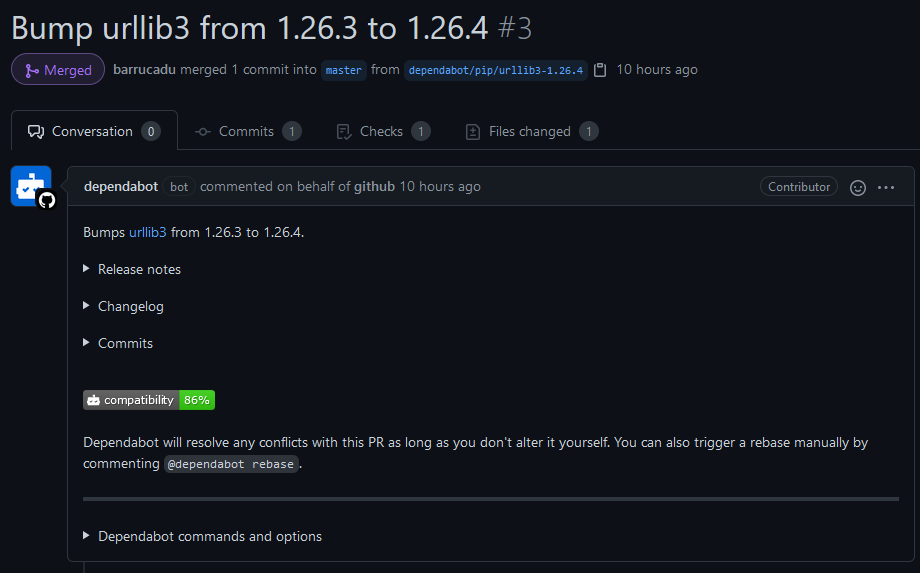 Bump urllib3 from 1.26.3 to 1.26.4 #3
Merged barrucadu merged 1 commit into master from dependabot/pip/urllib3-1.26.4 10 hours ago
Conversation 0 Commits 1 Checks 1 Files changed 1
dependabot bot commented on behalf of github 10 hours ago Contributor
Bumps urllib3 from 1.26.3 to 1.26.4.
Release notes
Changelog
Commits
compatibility 86%
Dependabot will resolve any conflicts with this PR as long as you don't alter it yourself. You can also trigger a rebase manually by
commenting @dependabot rebase.
Dependabot commands and options